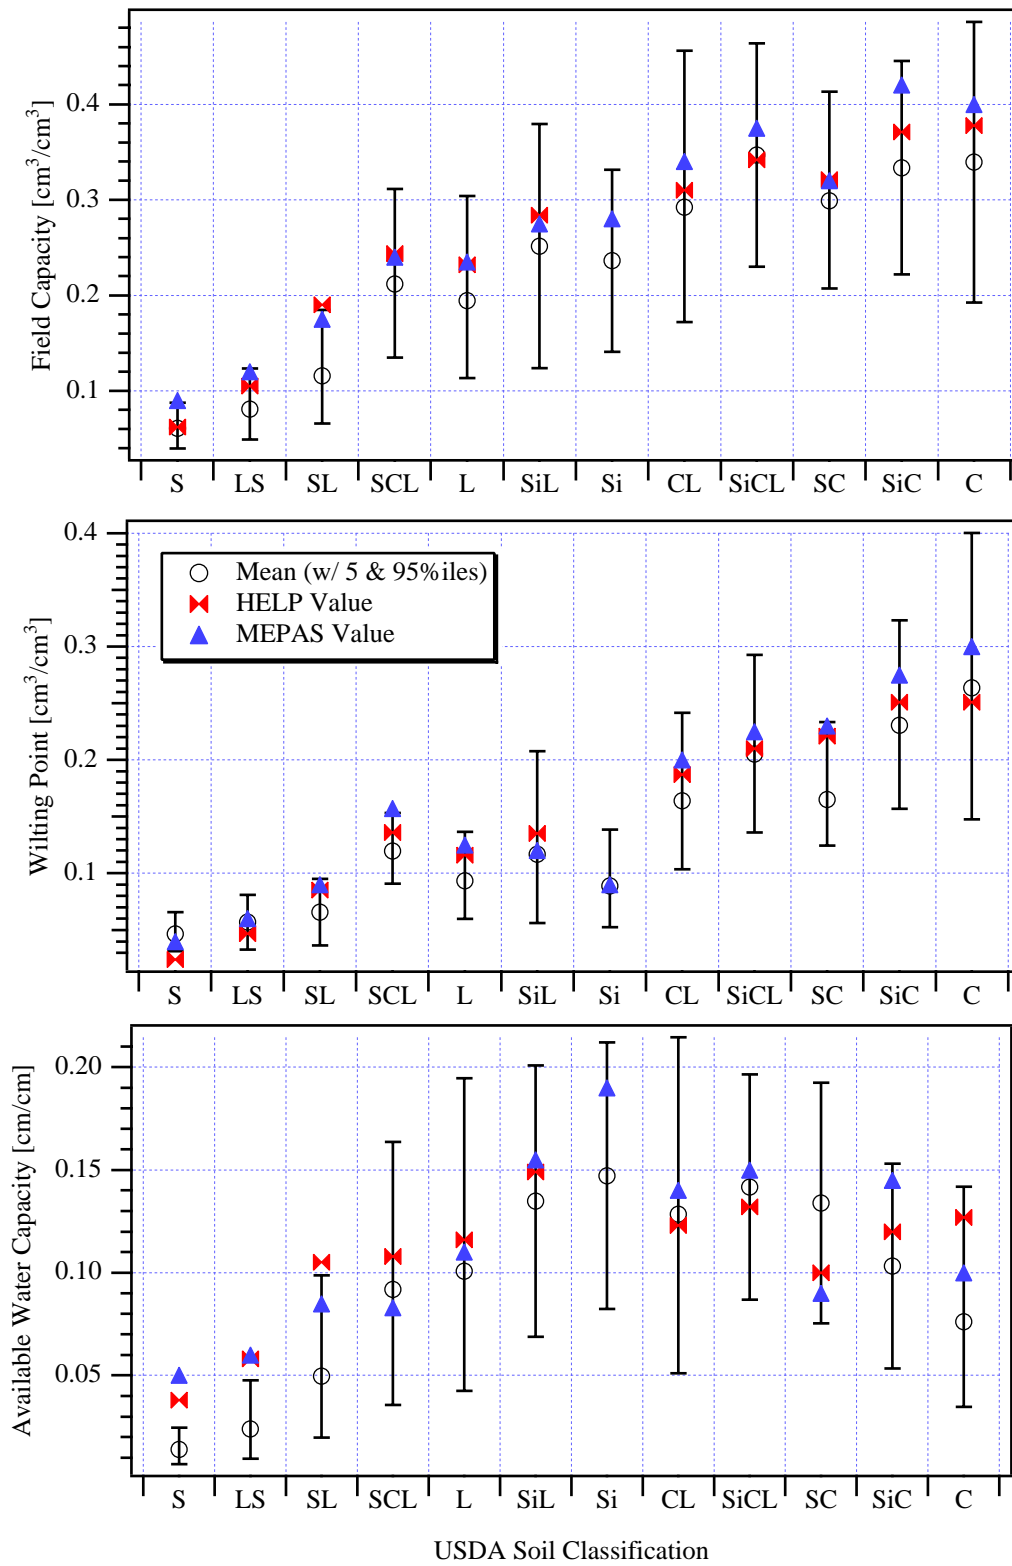 Field Capacity [cm³/cm³]
0.4
0.3
0.2
0.1
S LS SL SCL L SiL Si CL SiCL SC SiC C
Wilting Point [cm³/cm³]
0.4
0.3
0.2
0.1
Mean (w/ 5 & 95%iles)
HELP Value
MEPAS Value
S LS SL SCL L SiL Si CL SiCL SC SiC C
Available Water Capacity [cm/cm]
0.20
0.15
0.10
0.05
S LS SL SCL L SiL Si CL SiCL SC SiC C
USDA Soil Classification